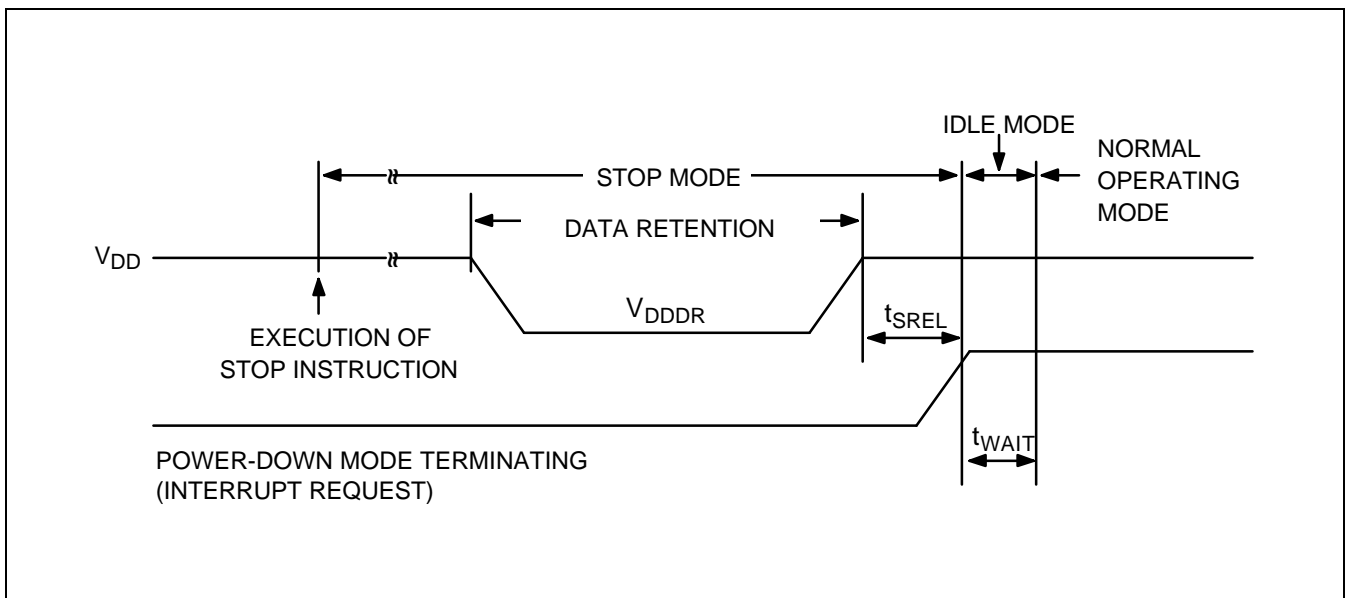 IDLE MODE
NORMAL
OPERATING
MODE
STOP MODE
DATA RETENTION
VDD
VDDDR
tSREL
EXECUTION OF
STOP INSTRUCTION
tWAIT
POWER-DOWN MODE TERMINATING
(INTERRUPT REQUEST)